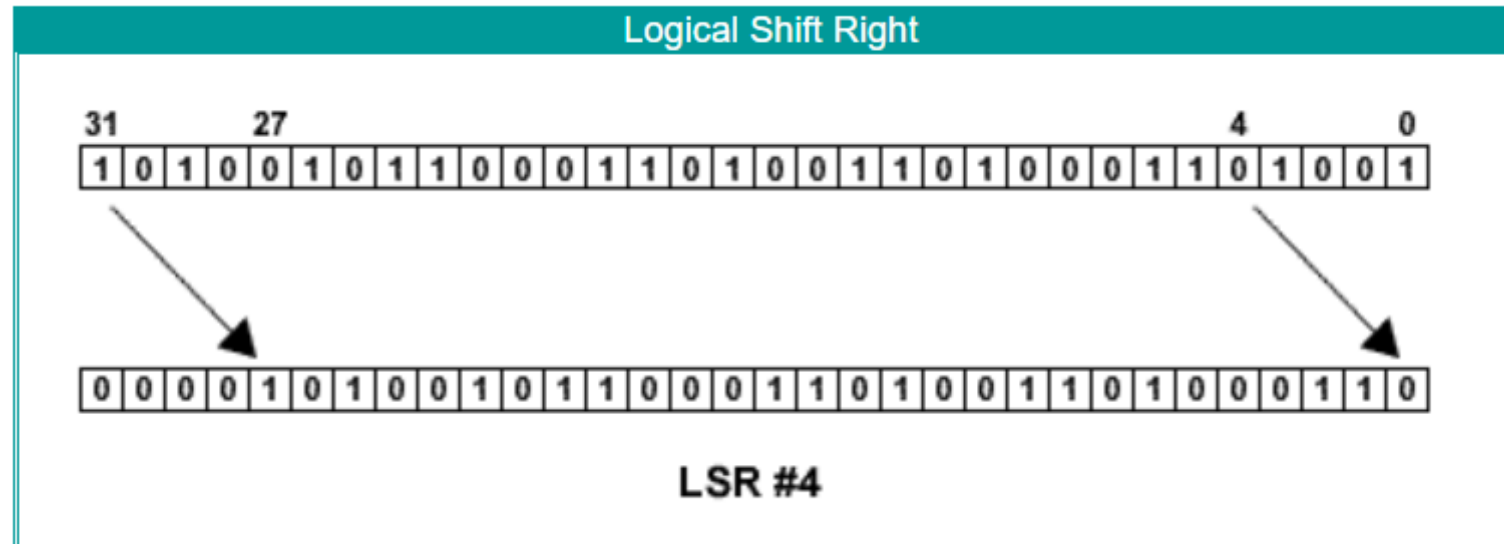 Logical Shift Right
31 27 4 0
1 0 1 0 0 1 0 1 1 0 0 0 1 1 0 1 0 0 1 1 0 1 0 0 0 1 1 0 1 0 0 1
0 0 0 0 1 0 1 0 0 1 0 1 1 0 0 0 1 1 0 1 0 0 1 1 0 1 0 0 0 1 1 0
LSR #4